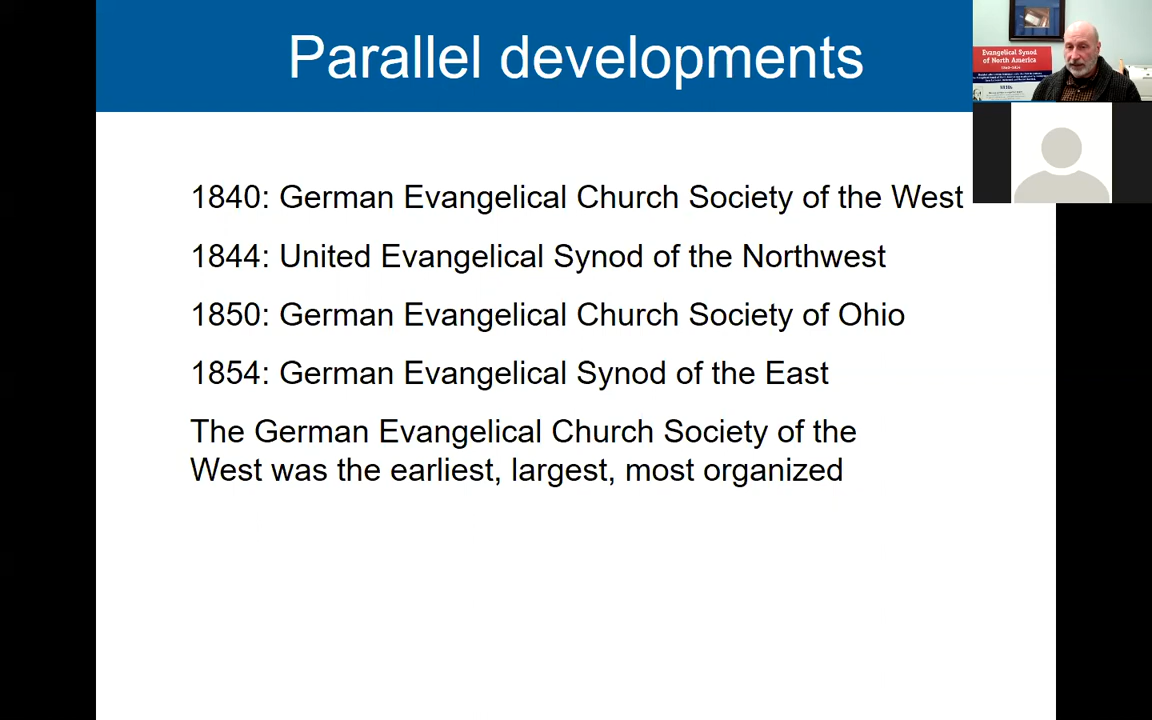 Parallel developments
1840: German Evangelical Church Society of the West
1844: United Evangelical Synod of the Northwest
1850: German Evangelical Church Society of Ohio
1854: German Evangelical Synod of the East
The German Evangelical Church Society of the
West was the earliest, largest, most organized
Evangelical Synod
of North America